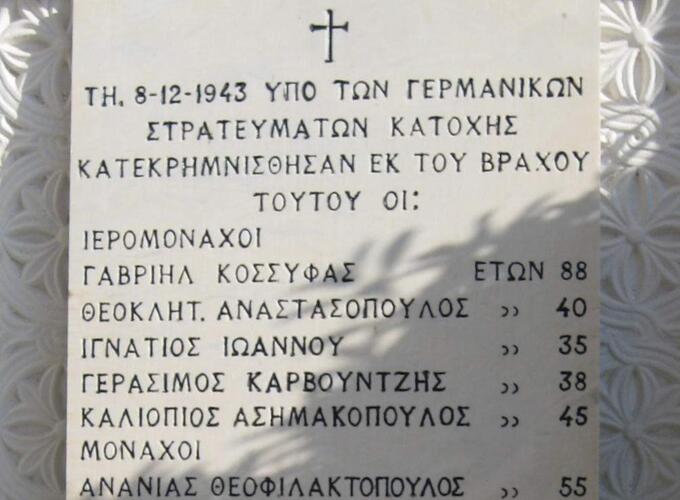 ΤΗ. 8-12-1943 ΥΠΟ ΤΩΝ ΓΕΡΜΑΝΙΚΩΝ
ΣΤΡΑΤΕΥΜΑΤΩΝ ΚΑΤΟΧΗΣ
ΚΑΤΕΚΡΗΜΝΙΣΘΗΣΑΝ ΕΚ ΤΟΥ ΒΡΑΧΟΥ
ΤΟΥΤΟΥ ΟΙ:
ΙΕΡΟΜΟΝΑΧΟΙ
ΓΑΒΡΙΗΛ ΚΟΣΣΥΦΑΣ ΕΤΩΝ 88
ΘΕΟΚΛΗΤ. ΑΝΑΣΤΑΣΟΠΟΥΛΟΣ ,, 40
ΙΓΝΑΤΙΟΣ ΙΩΑΝΝΟΥ ,, 35
ΓΕΡΑΣΙΜΟΣ ΚΑΡΒΟΥΝΤΖΗΣ ,, 38
ΚΑΛΙΟΠΙΟΣ ΑΣΗΜΑΚΟΠΟΥΛΟΣ ,, 45
ΜΟΝΑΧΟΙ
ΑΝΑΝΙΑΣ ΘΕΟΦΙΛΑΚΤΟΠΟΥΛΟΣ ,, 55